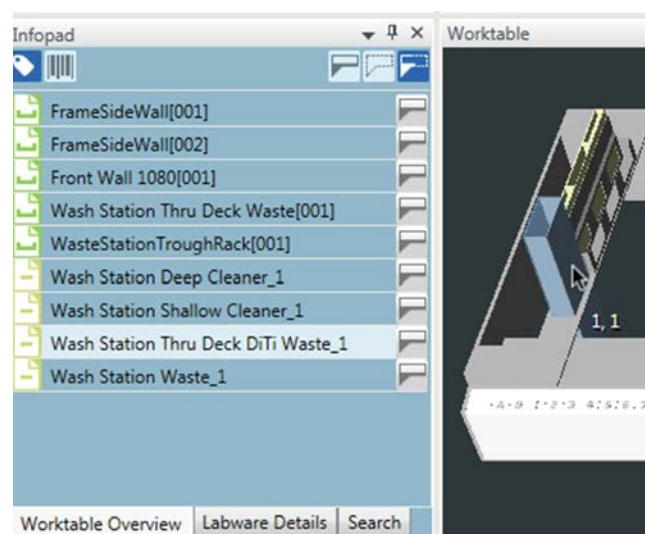 Infopad
Worktable
FrameSideWall[001]
FrameSideWall[002]
Front Wall 1080[001]
Wash Station Thru Deck Waste[001]
WasteStationTroughRack[001]
Wash Station Deep Cleaner_1
Wash Station Shallow Cleaner_1
Wash Station Thru Deck DiTi Waste_1
Wash Station Waste_1
1, 1
Worktable Overview
Labware Details
Search